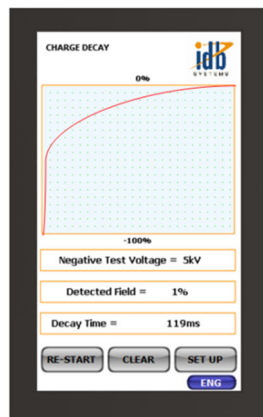 CHARGE DECAY
idb
SYSTEMS
0%
-100%
Negative Test Voltage = 5kV
Detected Field = 1%
Decay Time = 119ms
RE-START CLEAR SET UP
ENG